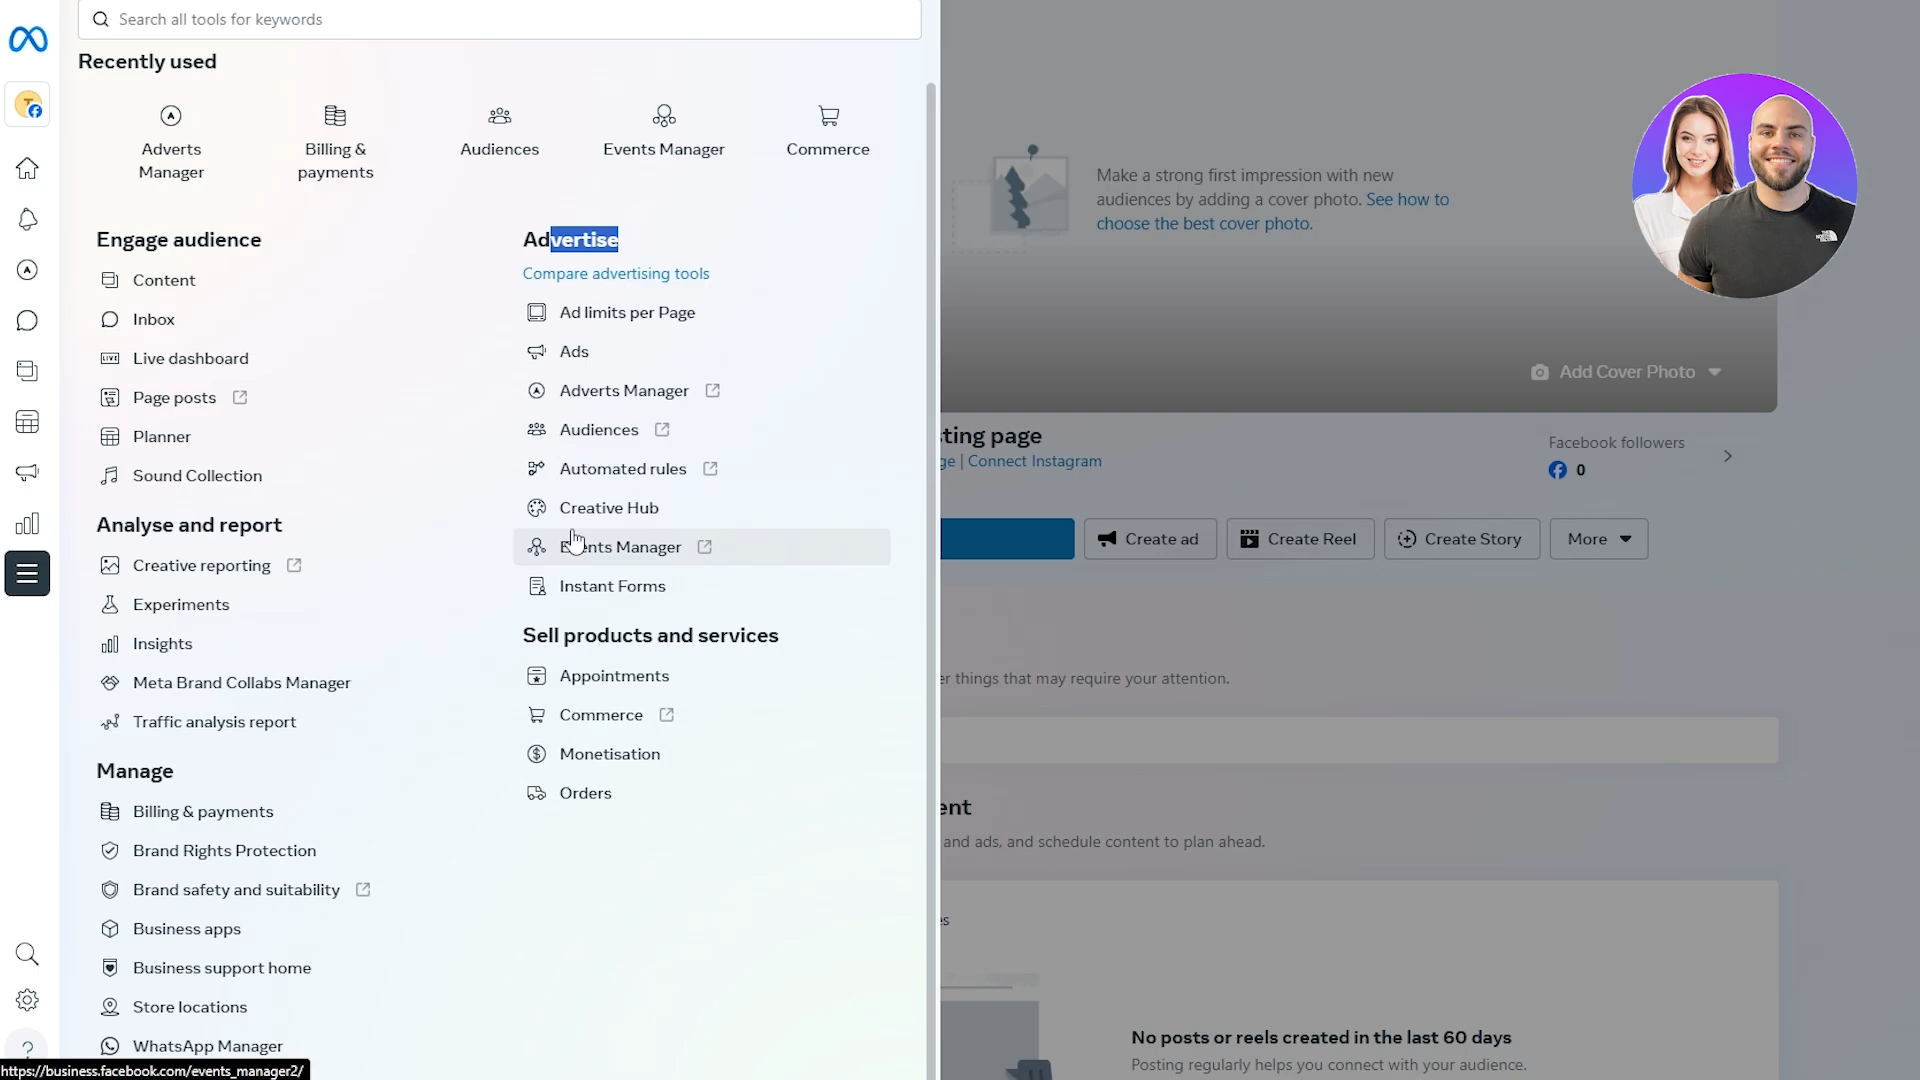 Search all tools for keywords
Recently used
Adverts
Manager
Billing &
payments
Audiences
Events Manager
Commerce
Engage audience
Content
Inbox
LIVE
Live dashboard
Page posts
Planner
Sound Collection
Analyse and report
Creative reporting
Experiments
Insights
Meta Brand Collabs Manager
Traffic analysis report
Manage
Billing & payments
Brand Rights Protection
Brand safety and suitability
Business apps
Business support home
Store locations
WhatsApp Manager
https://business.facebook.com/events_manager2/
Advertise
Compare advertising tools
Ad limits per Page
Ads
Adverts Manager
Audiences
Automated rules
Creative Hub
Events Manager
Instant Forms
Sell products and services
Appointments
Commerce
Monetisation
Orders
Make a strong first impression with new
audiences by adding a cover photo. See how to
choose the best cover photo.
Add Cover Photo
sting page
ge | Connect Instagram
Facebook followers
0
Create ad
Create Reel
Create Story
More
er things that may require your attention.
ent
and ads, and schedule content to plan ahead.
es
No posts or reels created in the last 60 days
Posting regularly helps you connect with your audience.